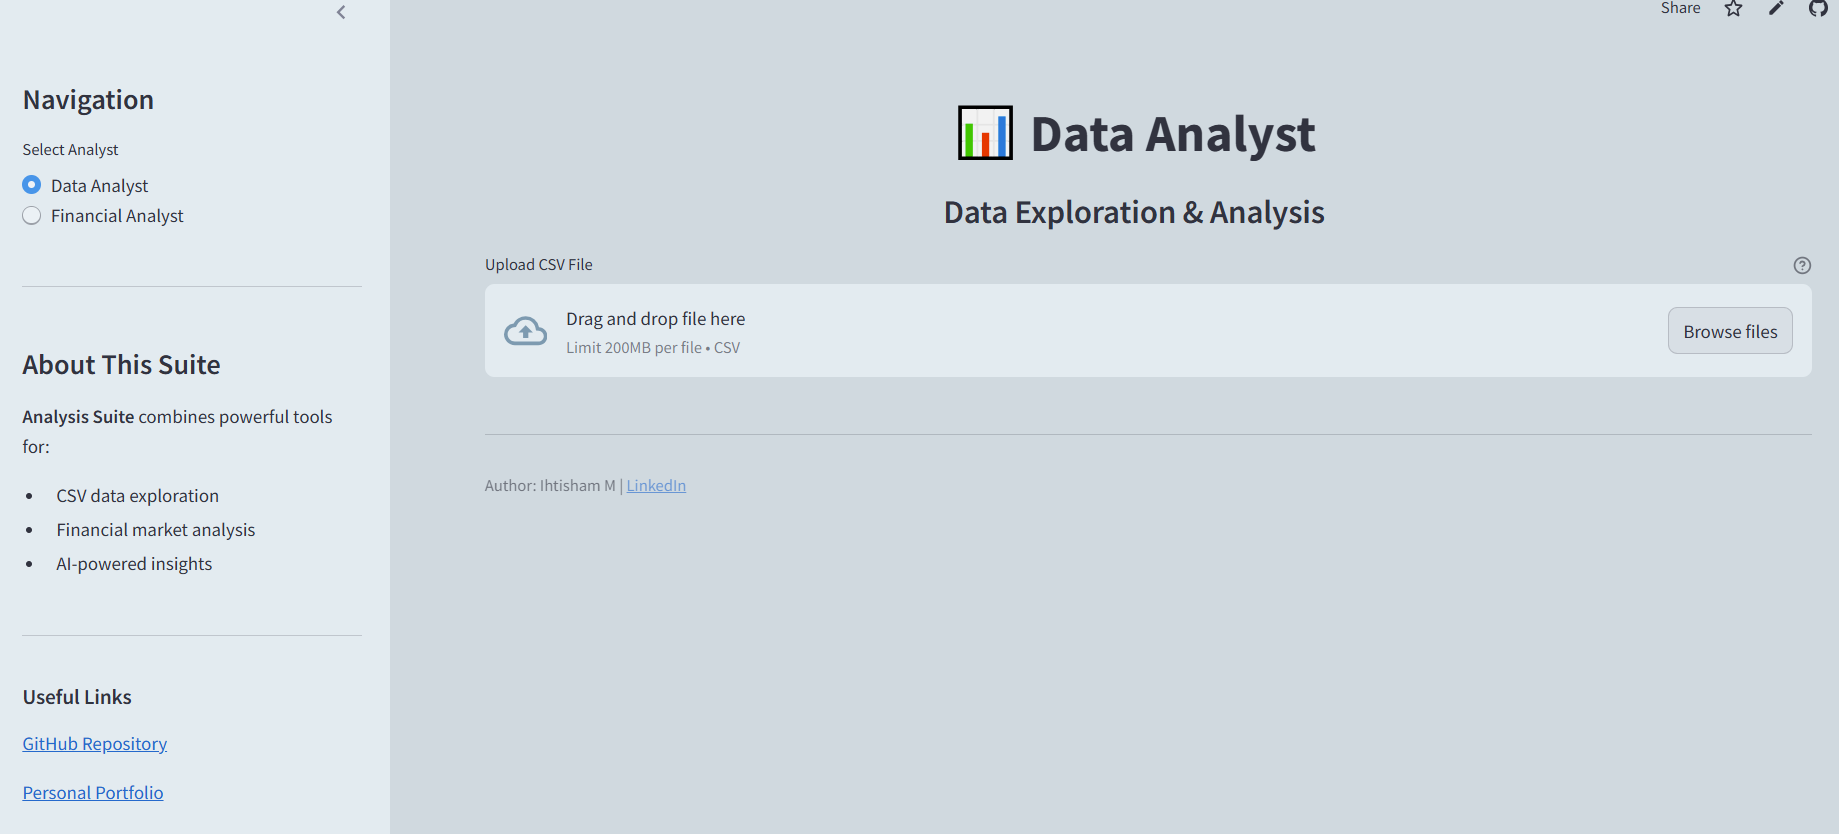 Share
Navigation
Select Analyst
Data Analyst
Financial Analyst
About This Suite
Analysis Suite combines powerful tools
for:
• CSV data exploration
• Financial market analysis
• AI-powered insights
Useful Links
GitHub Repository
Personal Portfolio
Data Analyst
Data Exploration & Analysis
Upload CSV File
Drag and drop file here
Limit 200MB per file • CSV
Browse files
Author: Ihtisham M | LinkedIn